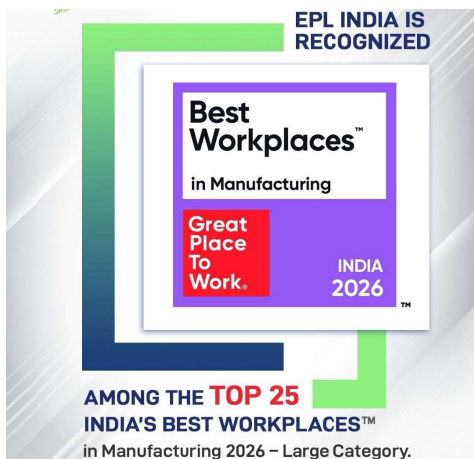 EPL INDIA IS
RECOGNIZED
Best
Workplaces™
in Manufacturing
Great
Place
To
Work®
INDIA
2026
™
AMONG THE TOP 25
INDIA'S BEST WORKPLACES™
in Manufacturing 2026 – Large Category.